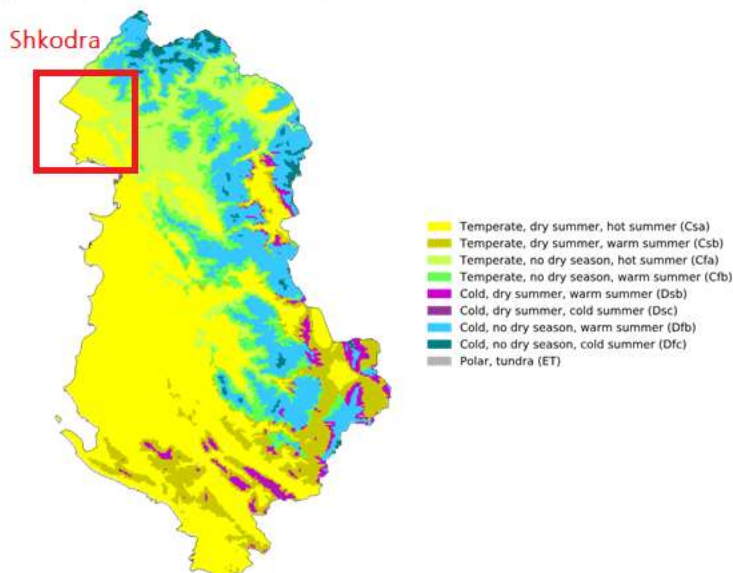 Shkodra
Temperate, dry summer, hot summer (Csa)
Temperate, dry summer, warm summer (Csb)
Temperate, no dry season, hot summer (Cfa)
Temperate, no dry season, warm summer (Cfb)
Cold, dry summer, warm summer (Dsb)
Cold, dry summer, cold summer (Dsc)
Cold, no dry season, warm summer (Dfb)
Cold, no dry season, cold summer (Dfc)
Polar, tundra (ET)